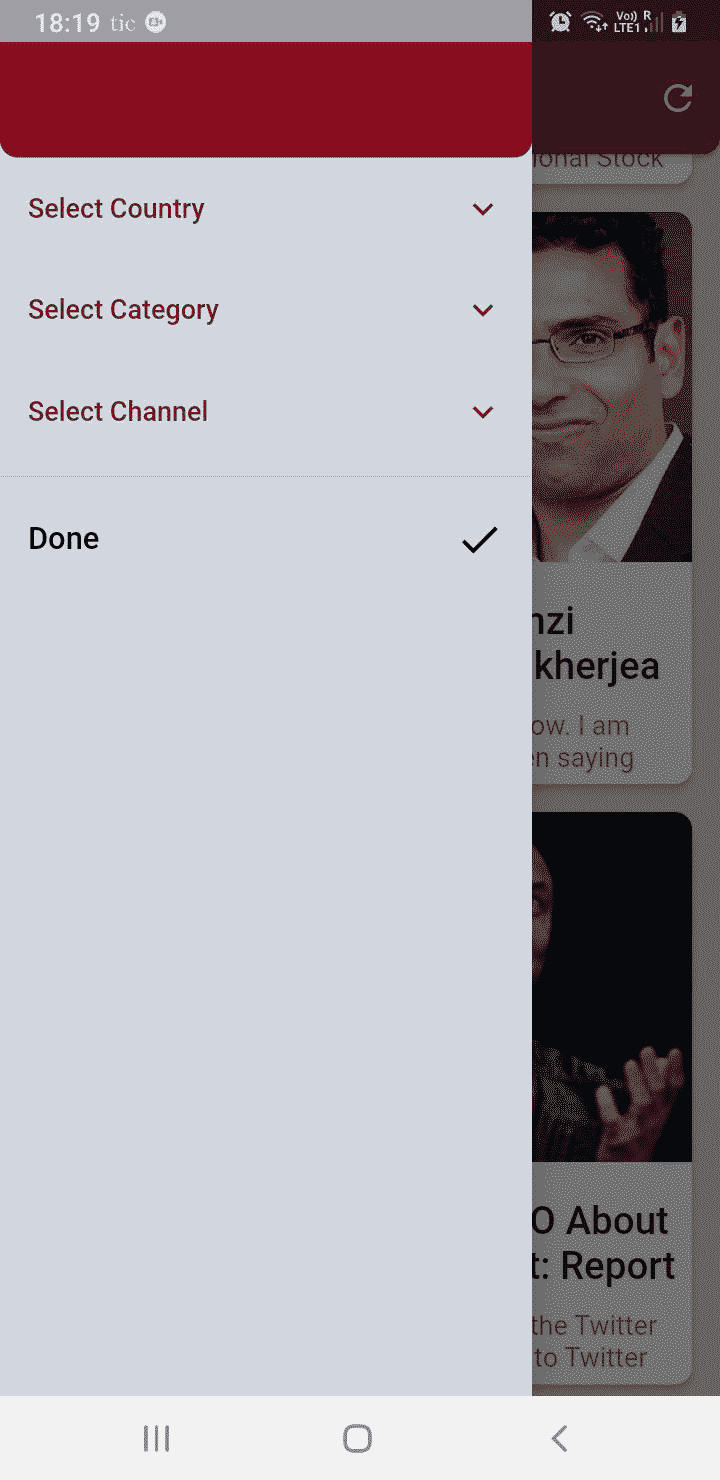 18:19 tic
Vo) R
LTE1
Select Country
Select Category
Select Channel
Done
ional Stock
nzi
kherjea
ow. I am
en saying
O About
t: Report
the Twitter
to Twitter